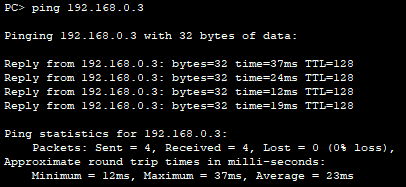 PC> ping 192.168.0.3
Pinging 192.168.0.3 with 32 bytes of data:
Reply from 192.168.0.3: bytes=32 time=37ms TTL=128
Reply from 192.168.0.3: bytes=32 time=24ms TTL=128
Reply from 192.168.0.3: bytes=32 time=12ms TTL=128
Reply from 192.168.0.3: bytes=32 time=19ms TTL=128
Ping statistics for 192.168.0.3:
Packets: Sent = 4, Received = 4, Lost = 0 (0% loss),
Approximate round trip times in milli-seconds:
Minimum = 12ms, Maximum = 37ms, Average = 23ms